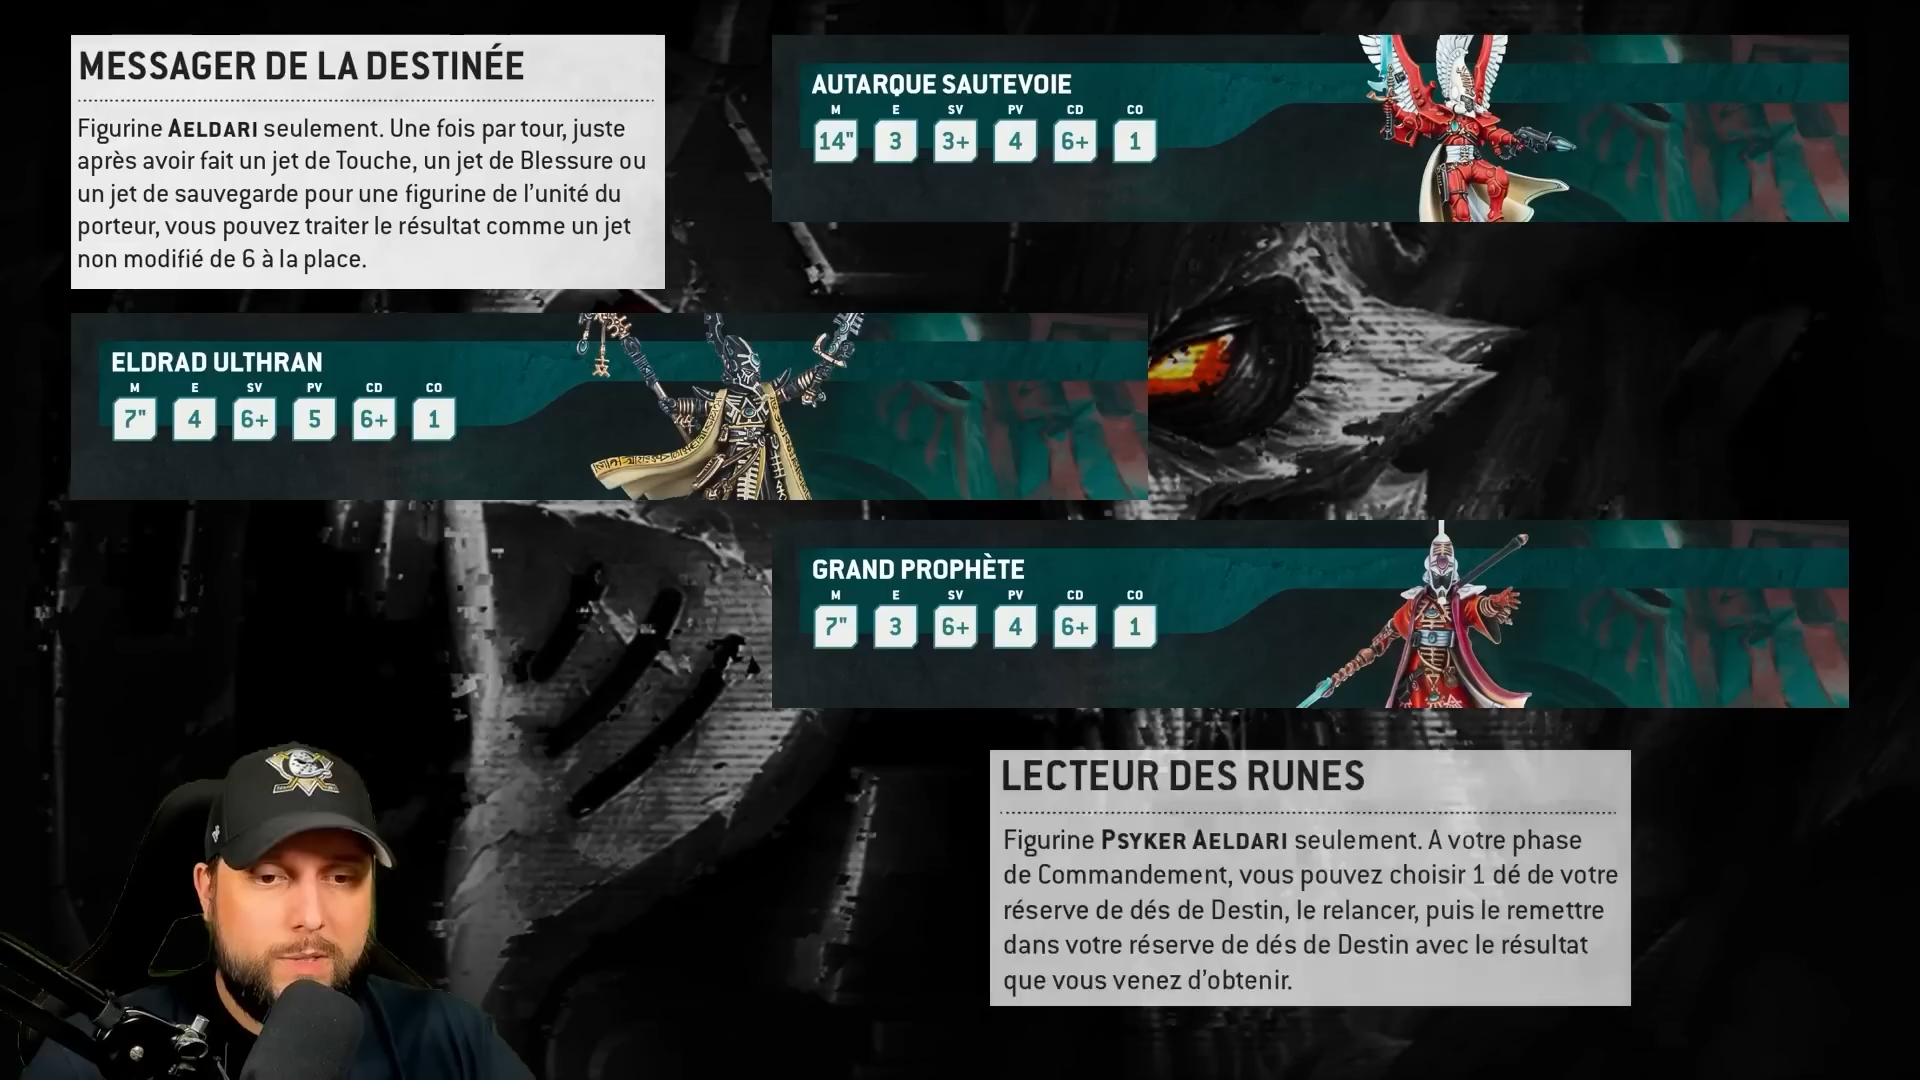 MESSAGER DE LA DESTINÉE
Figurine AELDARI seulement. Une fois par tour, juste
après avoir fait un jet de Touche, un jet de Blessure ou
un jet de sauvegarde pour une figurine de l’unité du
porteur, vous pouvez traiter le résultat comme un jet
non modifié de 6 à la place.
AUTARQUE SAUTEVOIE
M E SV PV CD CO
14" 3 3+ 4 6+ 1
ELDRAD ULTHRAN
M E SV PV CD CO
7" 4 6+ 5 6+ 1
GRAND PROPHÈTE
M E SV PV CD CO
7" 3 6+ 4 6+ 1
LECTEUR DES RUNES
Figurine PSYKER AELDARI seulement. A votre phase
de Commandement, vous pouvez choisir 1 dé de votre
réserve de dés de Destin, le relancer, puis le remettre
dans votre réserve de dés de Destin avec le résultat
que vous venez d’obtenir.